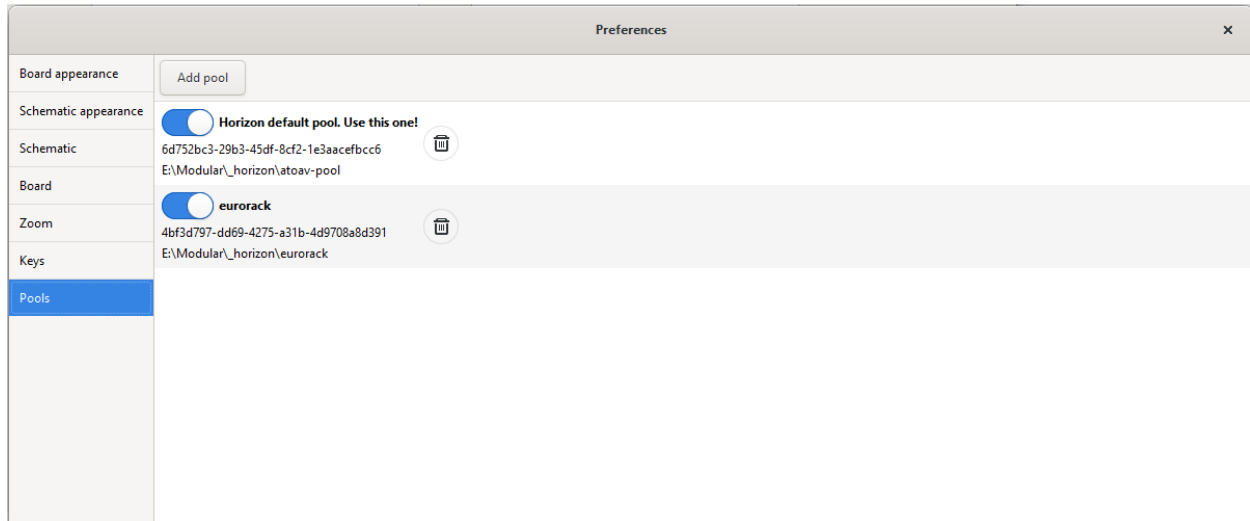 Preferences
Board appearance
Schematic appearance
Schematic
Board
Zoom
Keys
Pools
Add pool
Horizon default pool. Use this one!
6d752bc3-29b3-45df-8cf2-1e3aacefbcc6
E:\Modular\_horizon\atoav-pool
eurorack
4bf3d797-dd69-4275-a31b-4d9708a8d391
E:\Modular\_horizon\eurorack